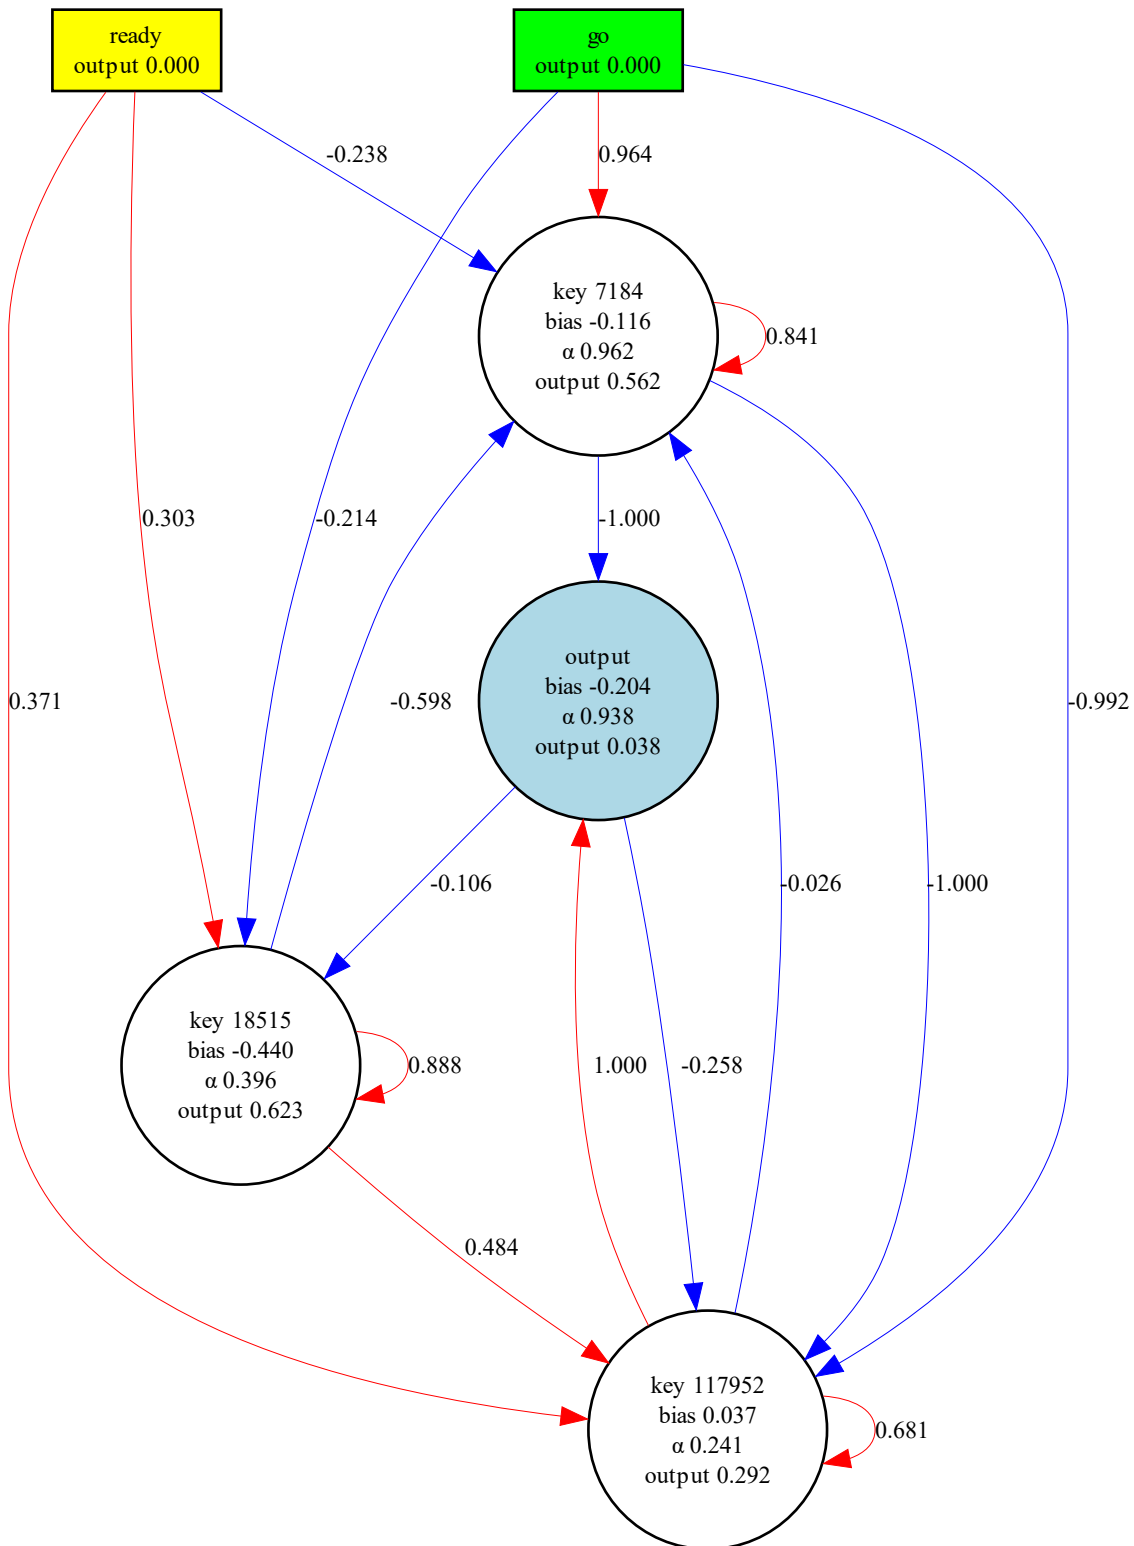 ready
output 0.000
go
output 0.000
-0.238
0.964
key 7184
bias -0.116
α 0.962
output 0.562
0.841
0.303
-0.214
-1.000
output
bias -0.204
α 0.938
output 0.038
0.371
-0.598
-0.992
-0.106
-0.026
-1.000
key 18515
bias -0.440
α 0.396
output 0.623
0.888
1.000
-0.258
0.484
key 117952
bias 0.037
α 0.241
output 0.292
0.681